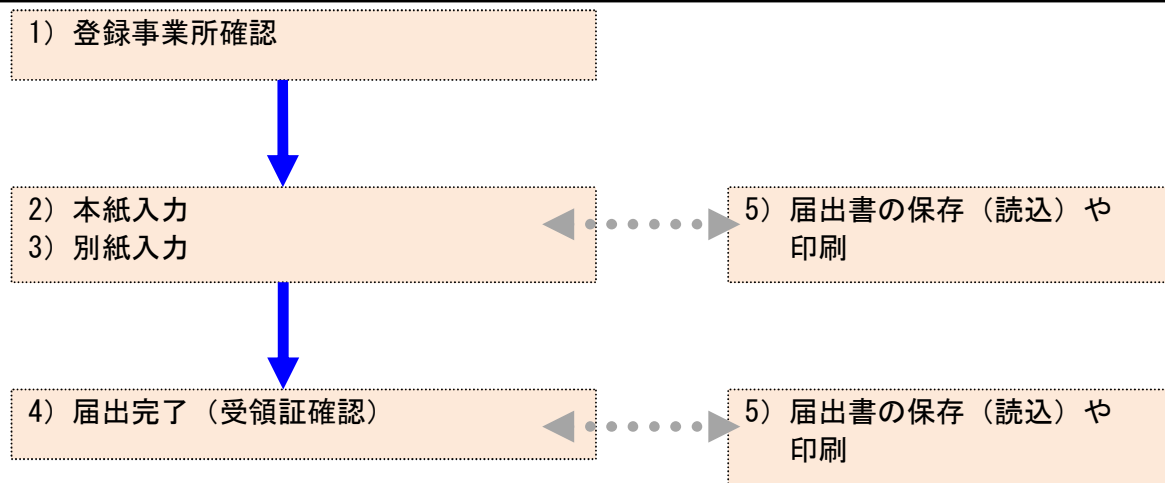 1) 登録事業所確認
2) 本紙入力
3) 別紙入力
5) 届出書の保存（読込）や
印刷
4) 届出完了（受領証確認）
5) 届出書の保存（読込）や
印刷